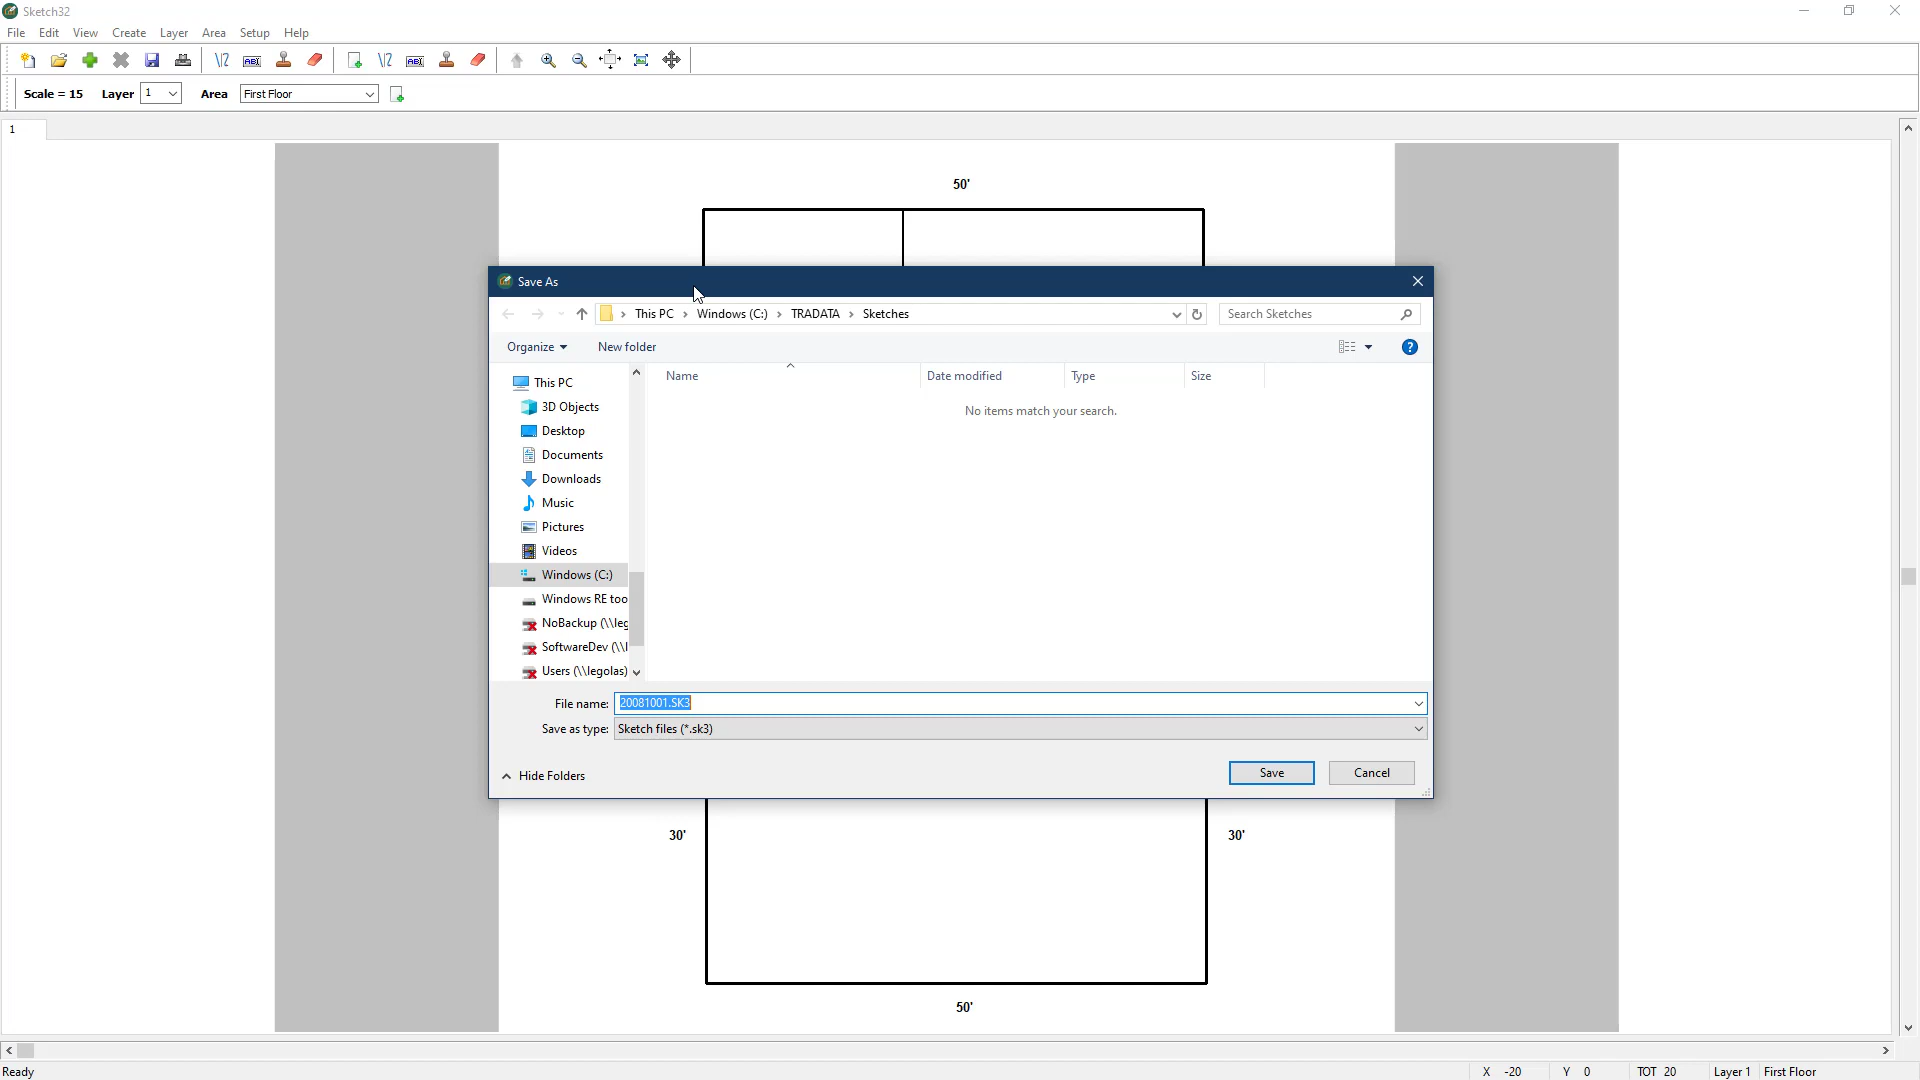 Sketch32
File Edit View Create Layer Area Setup Help
Scale = 15 Layer 1 Area First Floor
1
50'
Save As
This PC > Windows (C:) > TRADATA > Sketches
Search Sketches
Organize New folder
Name Date modified Type Size
No items match your search.
This PC
3D Objects
Desktop
Documents
Downloads
Music
Pictures
Videos
Windows (C:)
Windows RE too
NoBackup (\\leg
SoftwareDev (\\l
Users (\\legolas)
File name: 20081001.SK3
Save as type: Sketch files (*.sk3)
Hide Folders
Save Cancel
30' 30'
50'
Ready X -20 Y 0 TOT 20 Layer 1 First Floor